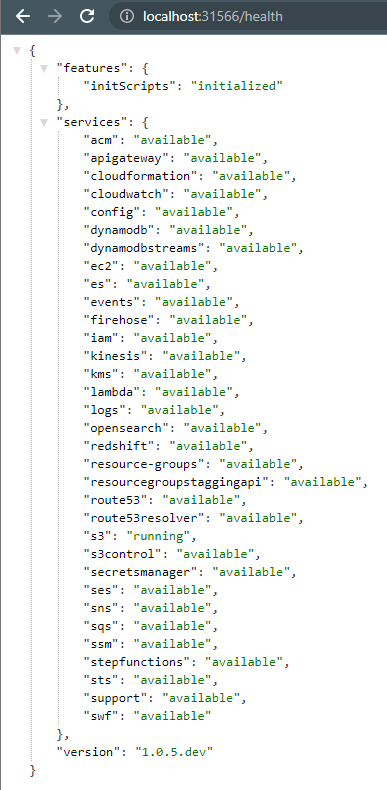 localhost:31566/health
{
"features": {
"initScripts": "initialized"
},
"services": {
"acm": "available",
"apigateway": "available",
"cloudformation": "available",
"cloudwatch": "available",
"config": "available",
"dynamodb": "available",
"dynamodbstreams": "available",
"ec2": "available",
"es": "available",
"events": "available",
"firehose": "available",
"iam": "available",
"kinesis": "available",
"kms": "available",
"lambda": "available",
"logs": "available",
"opensearch": "available",
"redshift": "available",
"resource-groups": "available",
"resourcegroupstaggingapi": "available",
"route53": "available",
"route53resolver": "available",
"s3": "running",
"s3control": "available",
"secretsmanager": "available",
"ses": "available",
"sns": "available",
"sqs": "available",
"ssm": "available",
"stepfunctions": "available",
"sts": "available",
"support": "available",
"swf": "available"
},
"version": "1.0.5.dev"
}